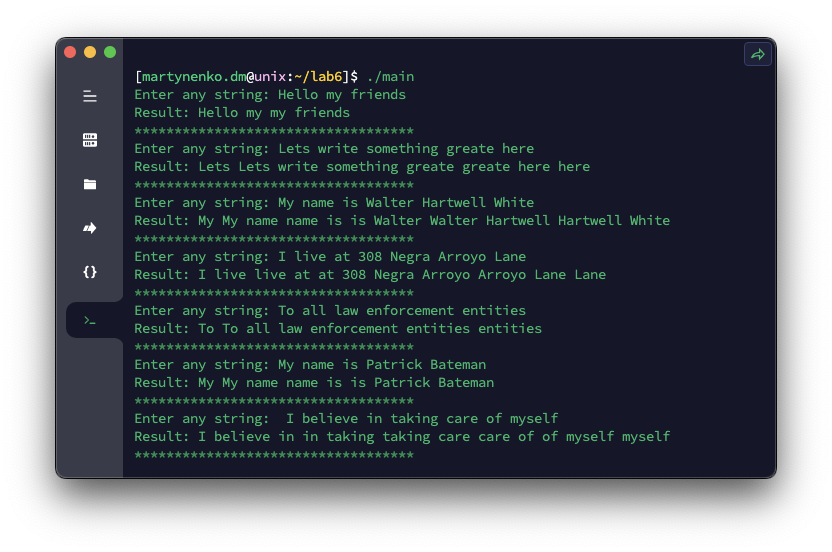 [martynenko.dm@unix:~/lab6]$ ./main
Enter any string: Hello my friends
Result: Hello my my friends
***********************************
Enter any string: Lets write something greate here
Result: Lets Lets write something greate greate here here
***********************************
Enter any string: My name is Walter Hartwell White
Result: My My name name is is Walter Walter Hartwell Hartwell White
***********************************
Enter any string: I live at 308 Negra Arroyo Lane
Result: I live live at at 308 Negra Arroyo Arroyo Lane Lane
***********************************
Enter any string: To all law enforcement entities
Result: To To all law enforcement entities entities
***********************************
Enter any string: My name is Patrick Bateman
Result: My My name name is is Patrick Bateman
***********************************
Enter any string:  I believe in taking care of myself
Result: I believe in in taking taking care care of of myself myself
***********************************